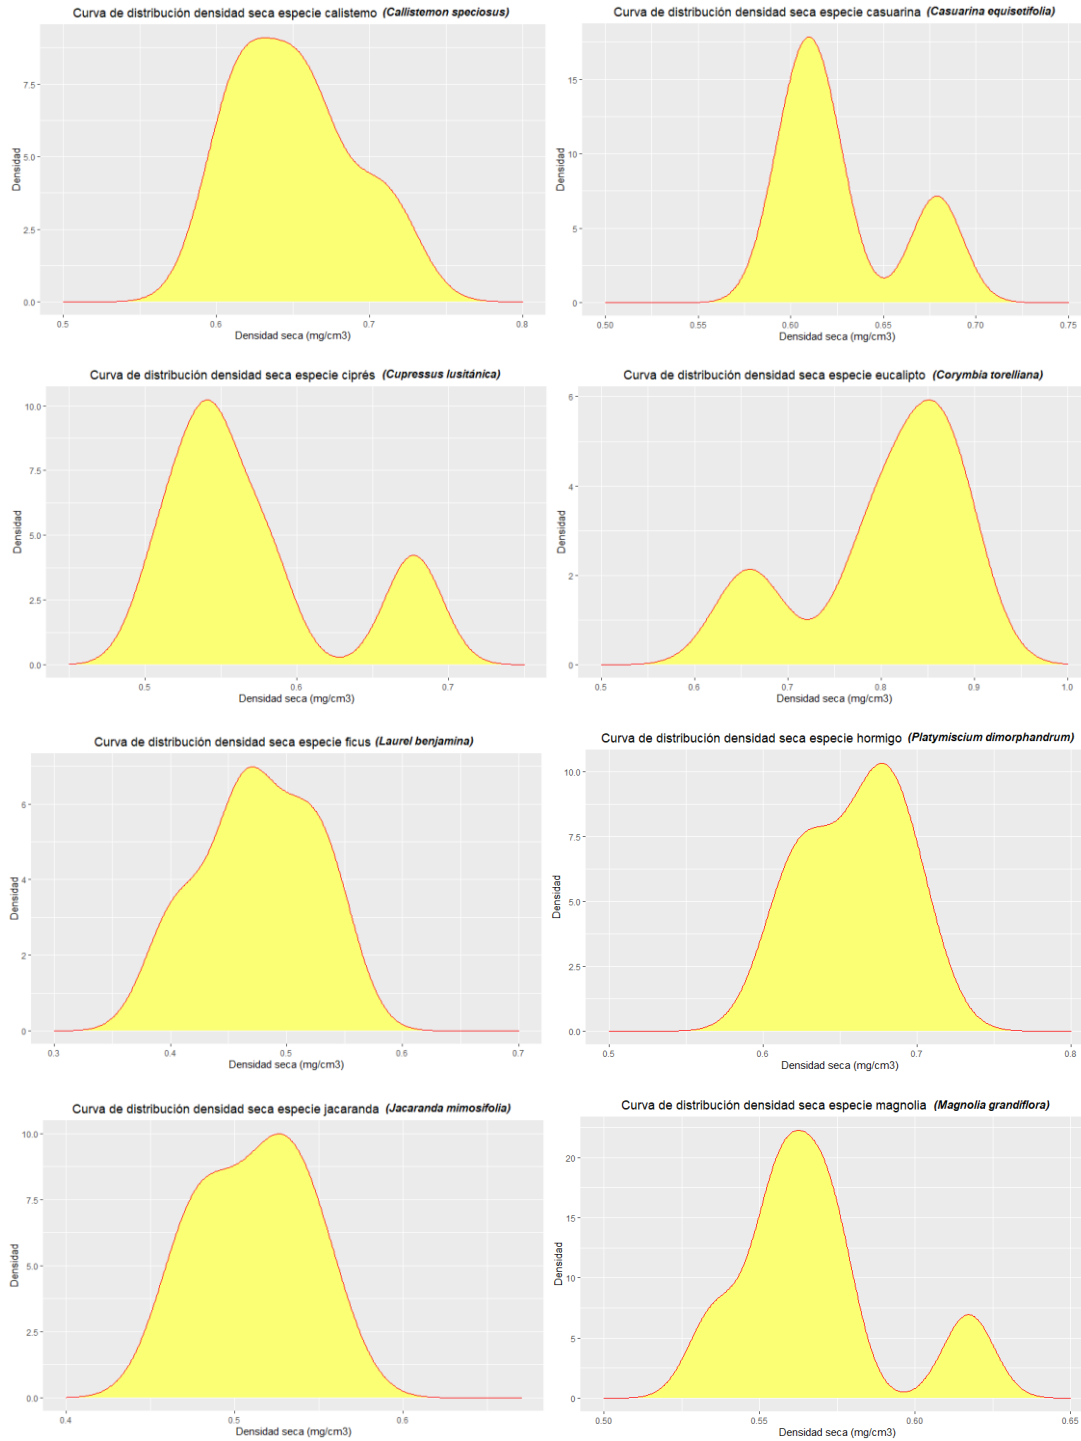 Curva de distribución densidad seca especie calistemo (Callistemon speciosus)
Densidad
7.5
5.0
2.5
0.0
0.5 0.6 0.7 0.8
Densidad seca (mg/cm3)
Curva de distribución densidad seca especie casuarina (Casuarina equisetifolia)
Densidad
15
10
5
0
0.50 0.55 0.60 0.65 0.70 0.75
Densidad seca (mg/cm3)
Curva de distribución densidad seca especie ciprés (Cupressus lusitánica)
Densidad
10.0
7.5
5.0
2.5
0.0
0.5 0.6 0.7
Densidad seca (mg/cm3)
Curva de distribución densidad seca especie eucalipto (Corymbia torelliana)
Densidad
6
4
2
0
0.5 0.6 0.7 0.8 0.9 1.0
Densidad seca (mg/cm3)
Curva de distribución densidad seca especie ficus (Laurel benjamina)
Densidad
6
4
2
0
0.3 0.4 0.5 0.6 0.7
Densidad seca (mg/cm3)
Curva de distribución densidad seca especie hormigo (Platymiscium dimorphandrum)
Densidad
10.0
7.5
5.0
2.5
0.0
0.5 0.6 0.7 0.8
Densidad seca (mg/cm3)
Curva de distribución densidad seca especie jacaranda (Jacaranda mimosifolia)
Densidad
10.0
7.5
5.0
2.5
0.0
0.4 0.5 0.6
Densidad seca (mg/cm3)
Curva de distribución densidad seca especie magnolia (Magnolia grandiflora)
Densidad
20
15
10
5
0
0.50 0.55 0.60 0.65
Densidad seca (mg/cm3)